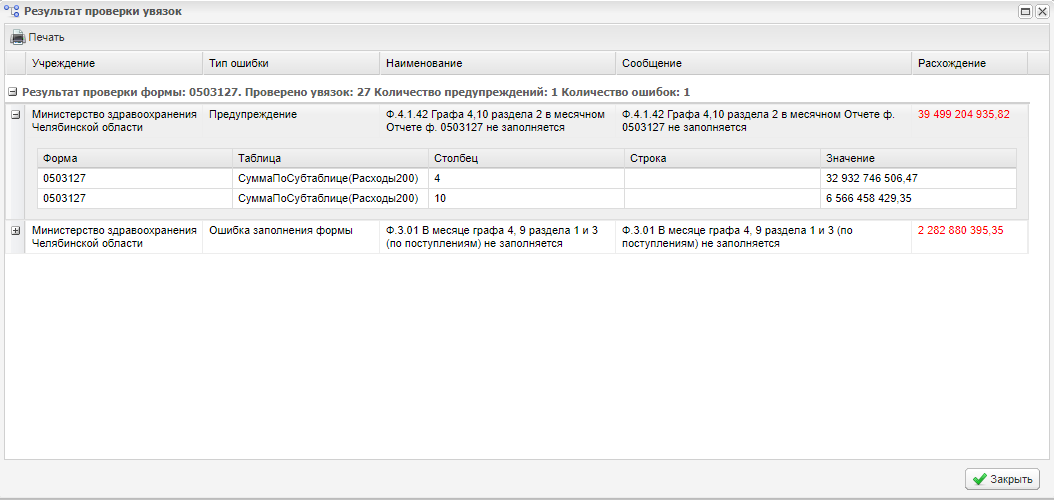 Результат проверки увязок
Печать
Учреждение Тип ошибки Наименование Сообщение Расхождение
Результат проверки формы: 0503127. Проверено увязок: 27 Количество предупреждений: 1 Количество ошибок: 1
Министерство здравоохранения Предупреждение Ф.4.1.42 Графа 4,10 раздела 2 в месячном Ф.4.1.42 Графа 4,10 раздела 2 в месячном Отчете ф. 39 499 204 935,82
Челябинской области Отчете ф. 0503127 не заполняется 0503127 не заполняется
Форма Таблица Столбец Строка Значение
0503127 СуммаПоСубтаблице(Расходы200) 4 32 932 746 506,47
0503127 СуммаПоСубтаблице(Расходы200) 10 6 566 458 429,35
Министерство здравоохранения Ошибка заполнения формы Ф.3.01 В месяце графа 4, 9 раздела 1 и 3 Ф.3.01 В месяце графа 4, 9 раздела 1 и 3 (по 2 282 880 395,35
Челябинской области (по поступлениям) не заполняется поступлениям) не заполняется
Закрыть